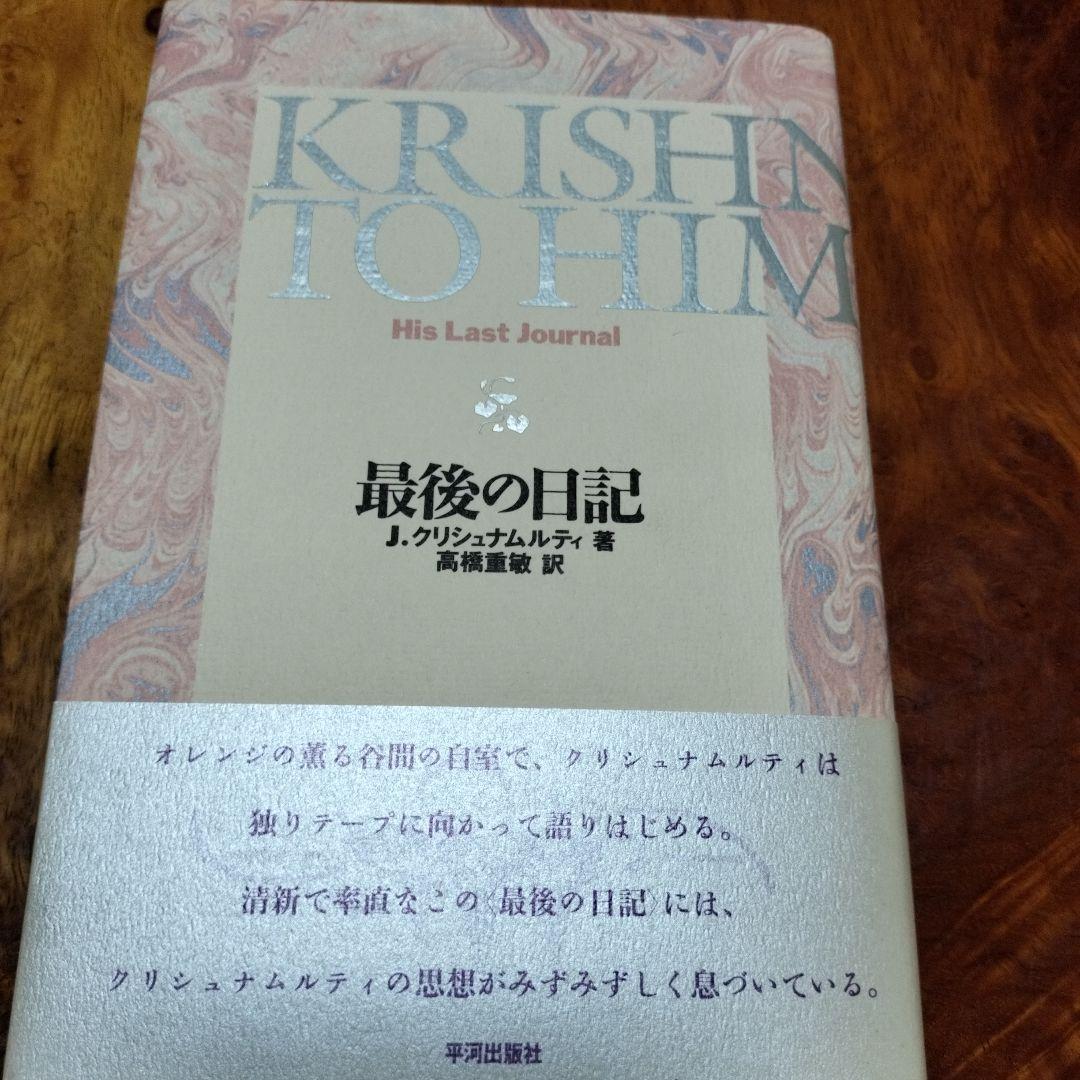 KRISHN
TO HIM
His Last Journal
最後の日記
J.クリシュナムルティ 著
高橋重敏 訳
オレンジの薫る谷間の自室で、クリシュナムルティは
独りテープに向かって語りはじめる。
清新で率直なこの〈最後の日記〉には、
クリシュナムルティの思想がみずみずしく息づいている。
平河出版社